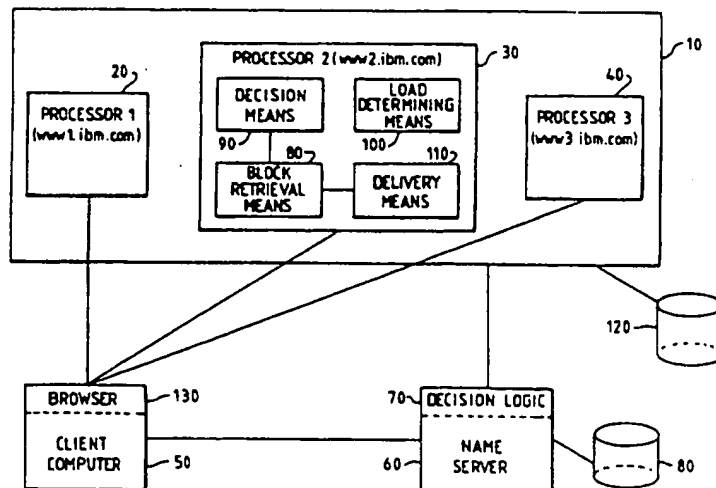 10
PROCESSOR 2 (www2.ibm.com)
30
20
PROCESSOR 1
(www1.ibm.com)
DECISION
MEANS
90
LOAD
DETERMINING
MEANS
100
80
BLOCK
RETRIEVAL
MEANS
110
DELIVERY
MEANS
40
PROCESSOR 3
(www3 ibm.com)
120
BROWSER
130
CLIENT
COMPUTER
50
70
DECISION LOGIC
60
NAME
SERVER
80